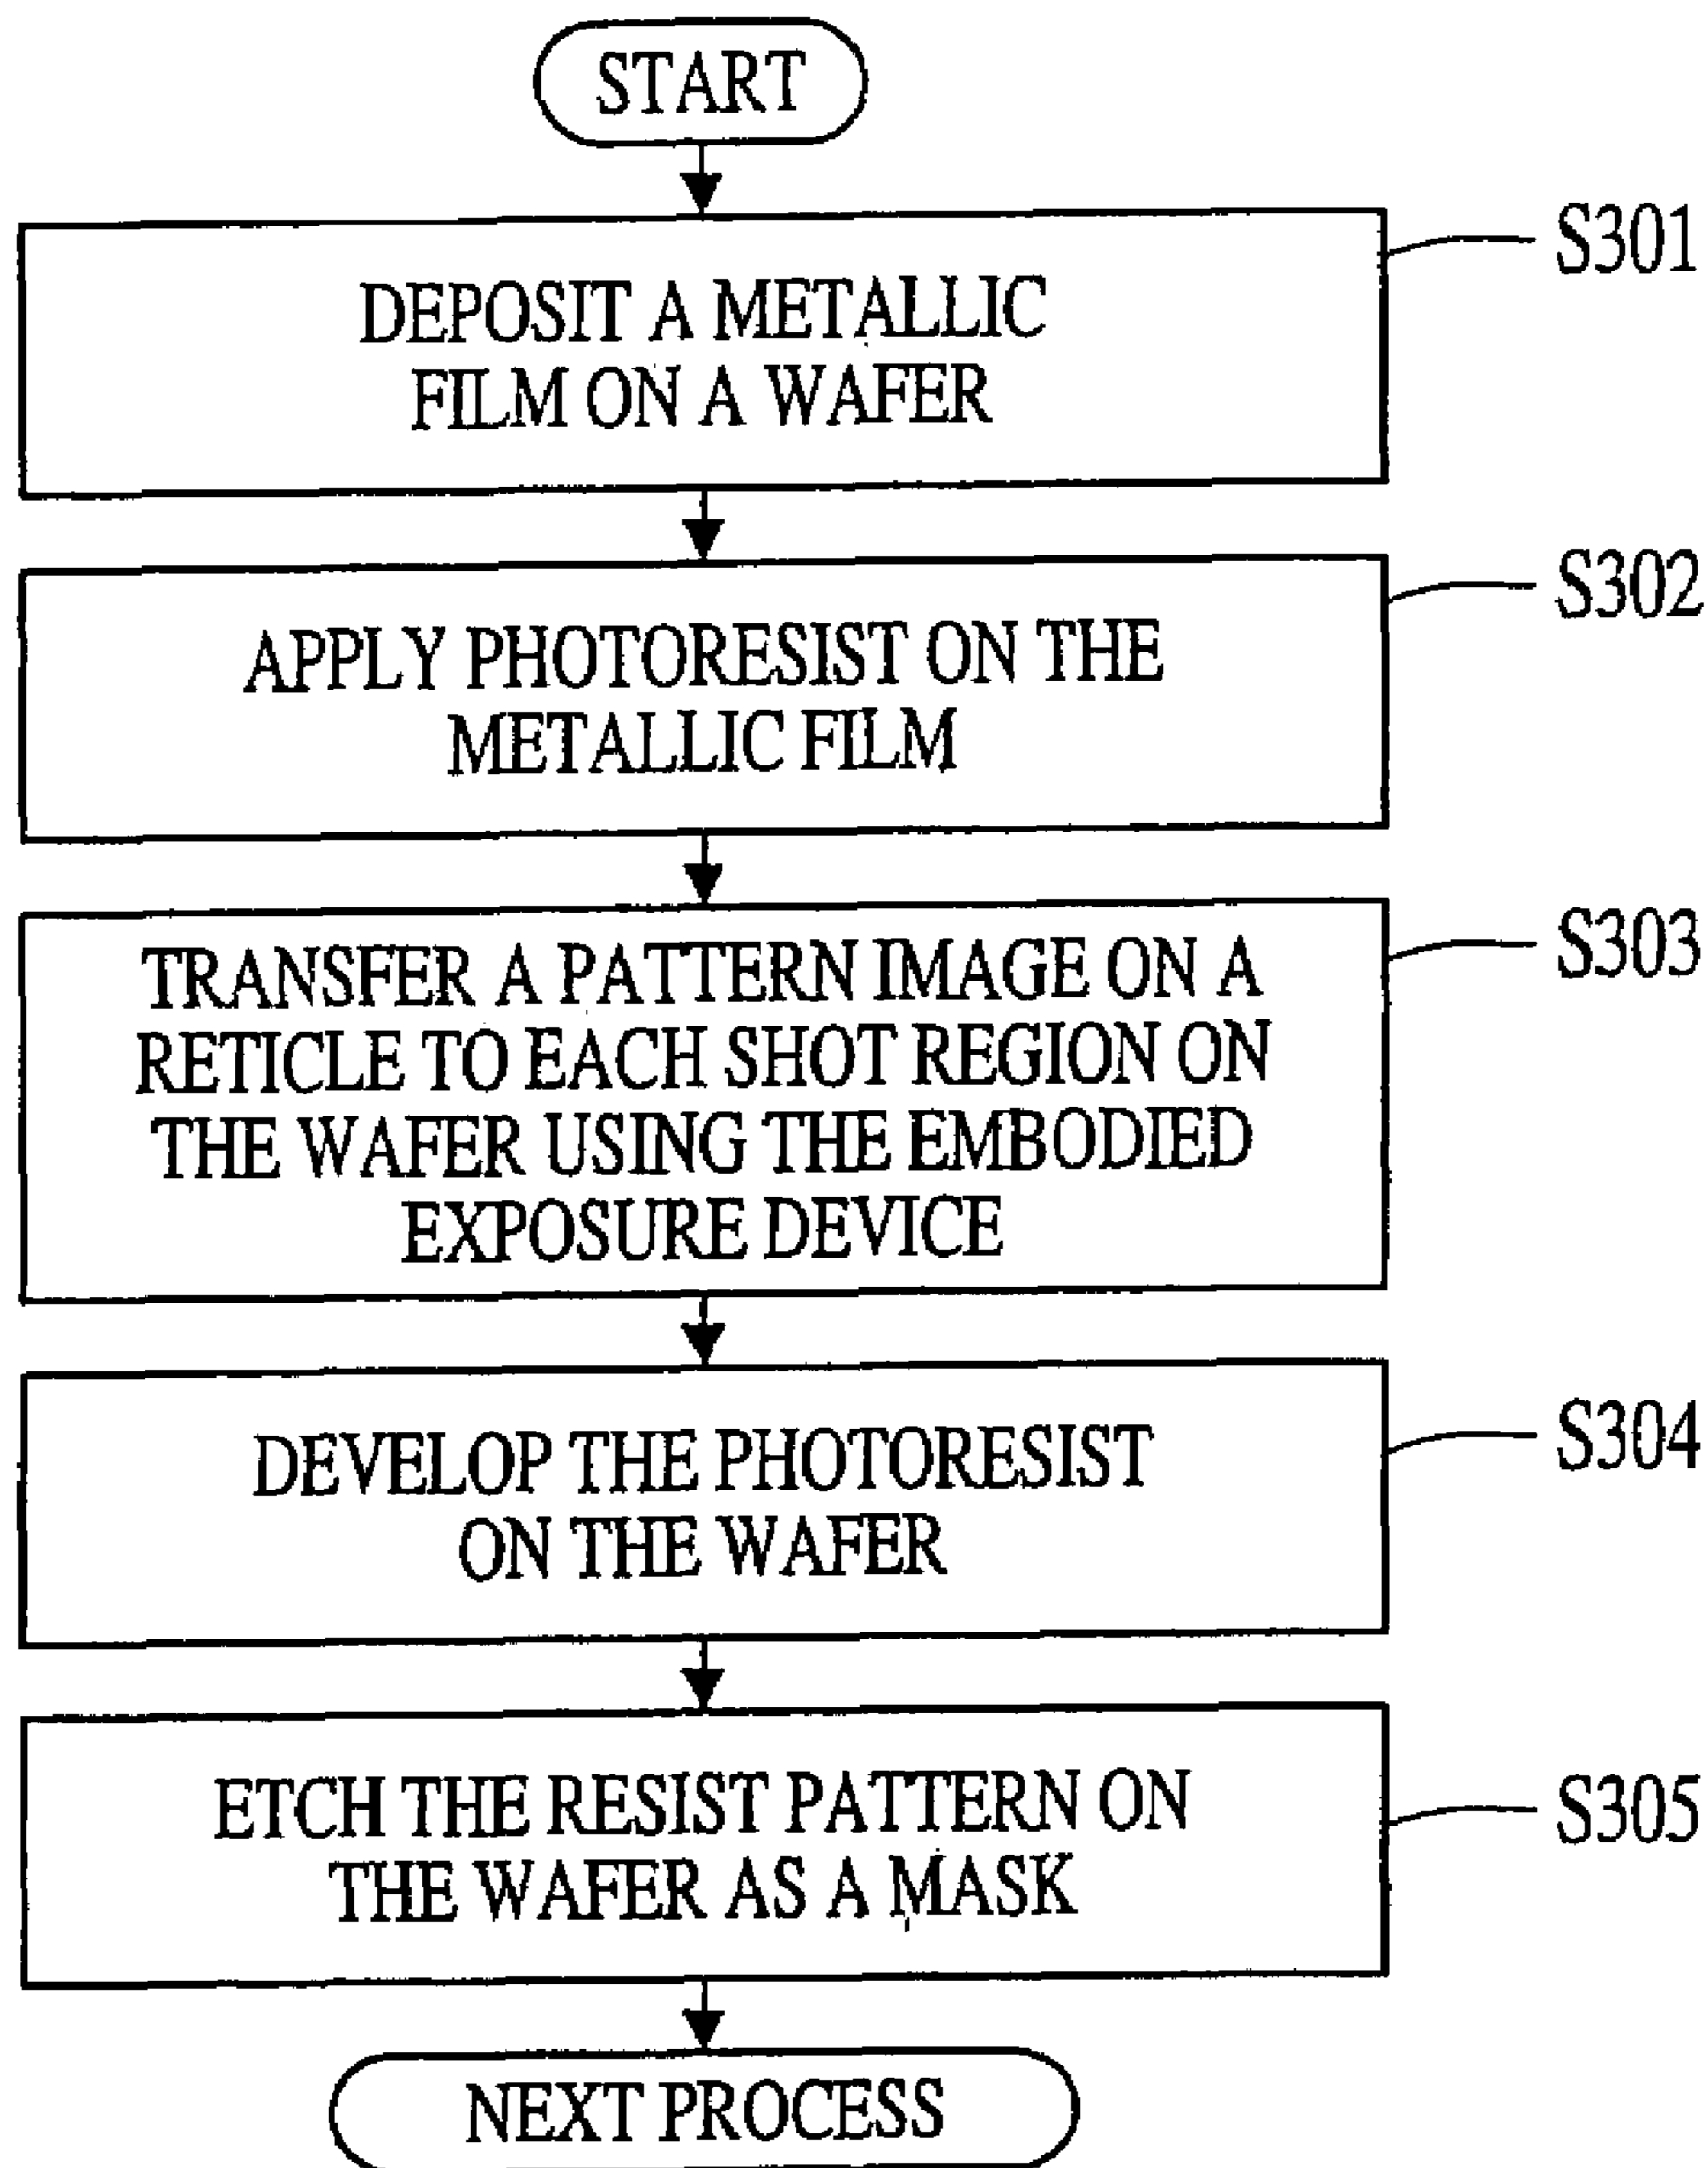 START
S301
DEPOSIT A METALLIC
FILM ON A WAFER
S302
APPLY PHOTORESIST ON THE
METALLIC FILM
S303
TRANSFER A PATTERN IMAGE ON A
RETICLE TO EACH SHOT REGION ON
THE WAFER USING THE EMBODIED
EXPOSURE DEVICE
S304
DEVELOP THE PHOTORESIST
ON THE WAFER
S305
ETCH THE RESIST PATTERN ON
THE WAFER AS A MASK
NEXT PROCESS